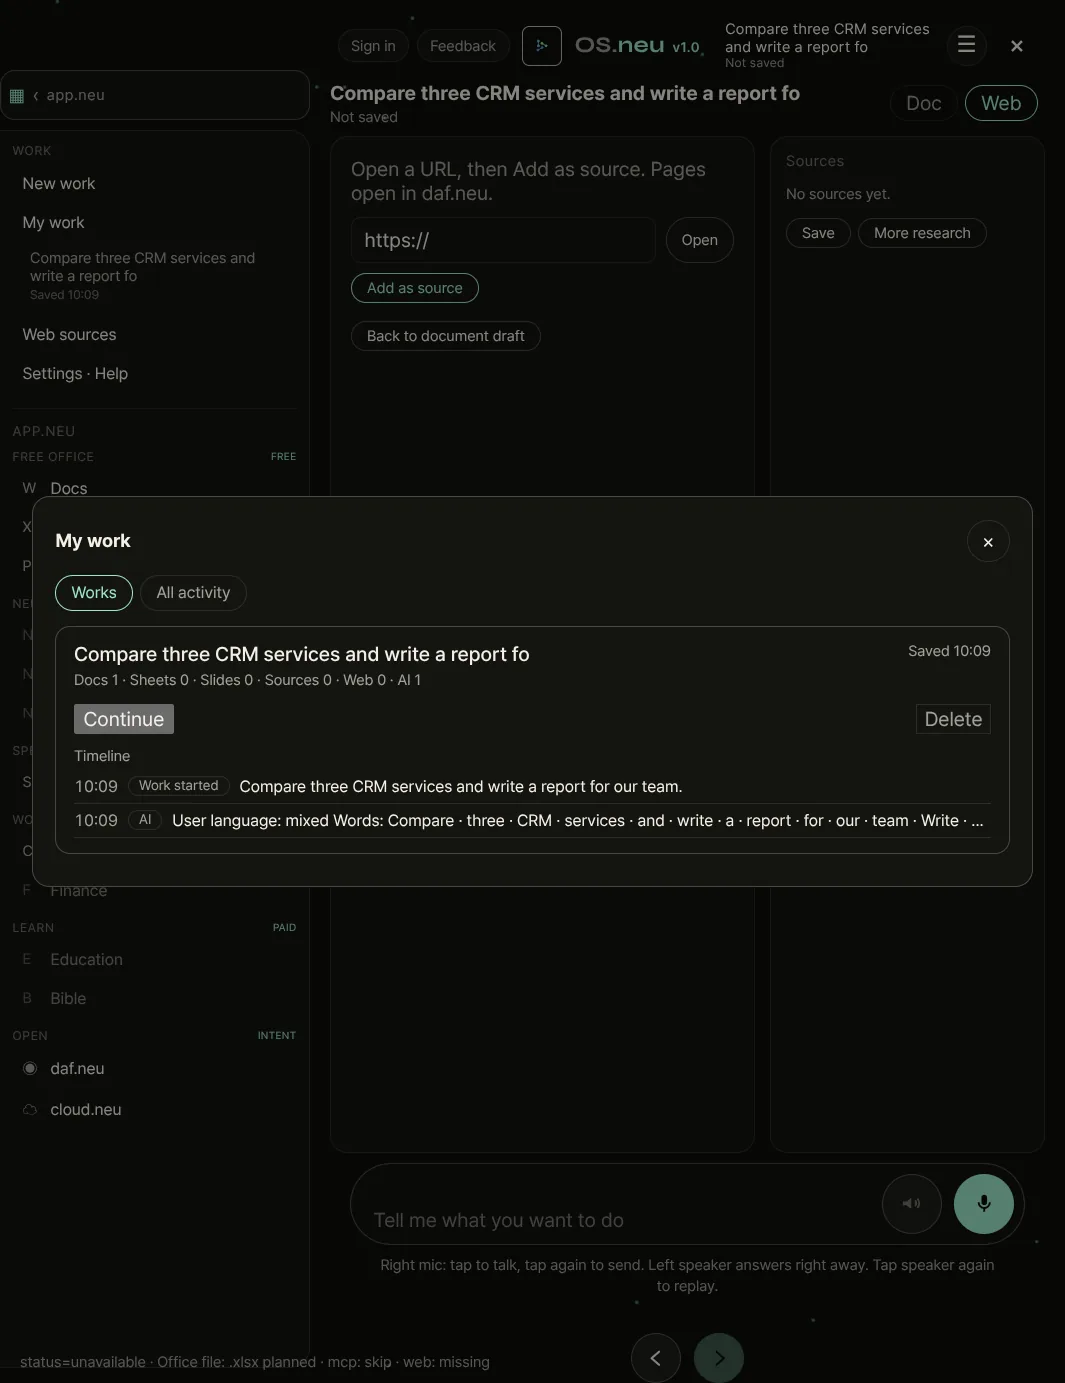 Sign in
Feedback
OS.neu v1.0
Compare three CRM services
and write a report fo
Not saved
☰
×
‹ app.neu
Compare three CRM services and write a report fo
Not saved
Doc
Web
WORK
New work
My work
Compare three CRM services and
write a report fo
Saved 10:09
Web sources
Settings · Help
APP.NEU
FREE OFFICE
FREE
W Docs
X
P
Open a URL, then Add as source. Pages
open in daf.neu.
https://
Open
Add as source
Back to document draft
Sources
No sources yet.
Save
More research
My work
×
Works
All activity
Compare three CRM services and write a report fo
Saved 10:09
Docs 1 · Sheets 0 · Slides 0 · Sources 0 · Web 0 · AI 1
Continue
Delete
Timeline
10:09 Work started Compare three CRM services and write a report for our team.
10:09 AI User language: mixed Words: Compare · three · CRM · services · and · write · a · report · for · our · team · Write · ...
N
N
N
S
C
F Finance
LEARN
PAID
E Education
B Bible
OPEN
INTENT
daf.neu
cloud.neu
Tell me what you want to do
Right mic: tap to talk, tap again to send. Left speaker answers right away. Tap speaker again
to replay.
status=unavailable · Office file: .xlsx planned · mcp: skip · web: missing